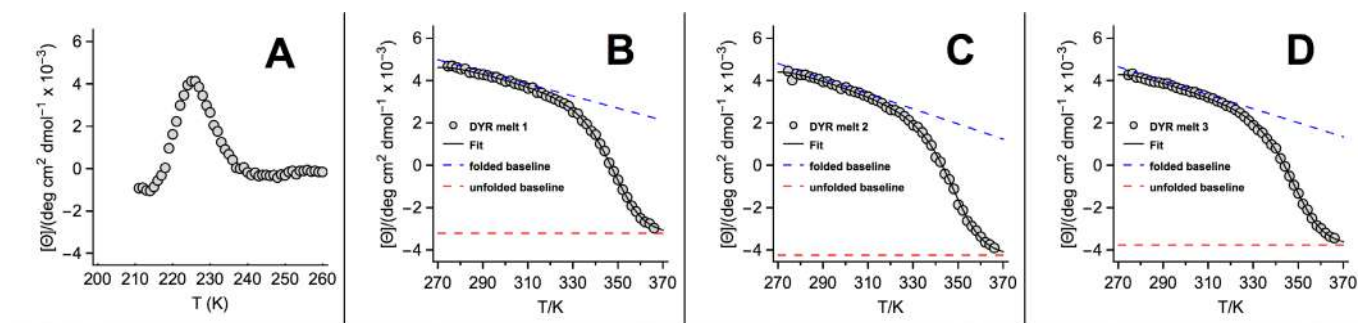 A
[Θ]/(deg cm² dmol⁻¹ x 10⁻³)
6
4
2
0
−2
−4
200 210 220 230 240 250 260
T (K)
B
[Θ]/(deg cm² dmol⁻¹ x 10⁻³)
6
4
2
0
−2
−4
DYR melt 1
Fit
folded baseline
unfolded baseline
270 290 310 330 350 370
T/K
C
[Θ]/(deg cm² dmol⁻¹ x 10⁻³)
6
4
2
0
−2
−4
DYR melt 2
Fit
folded baseline
unfolded baseline
270 290 310 330 350 370
T/K
D
[Θ]/(deg cm² dmol⁻¹ x 10⁻³)
6
4
2
0
−2
−4
DYR melt 3
Fit
folded baseline
unfolded baseline
270 290 310 330 350 370
T/K